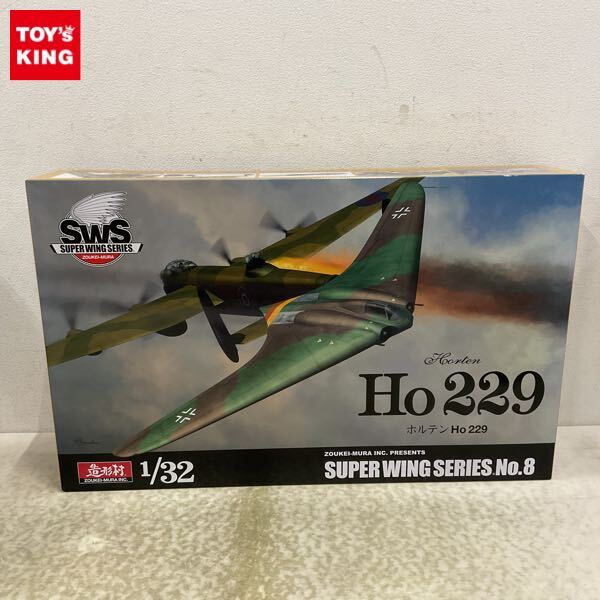 TOY's
KING
SWS
SUPER WING SERIES
ZOUKEI-MURA
Horten
Ho 229
ホルテン Ho 229
ZOUKEI-MURA INC. PRESENTS
SUPER WING SERIES No.8
造形村
ZOUKEI-MURA INC.
1/32